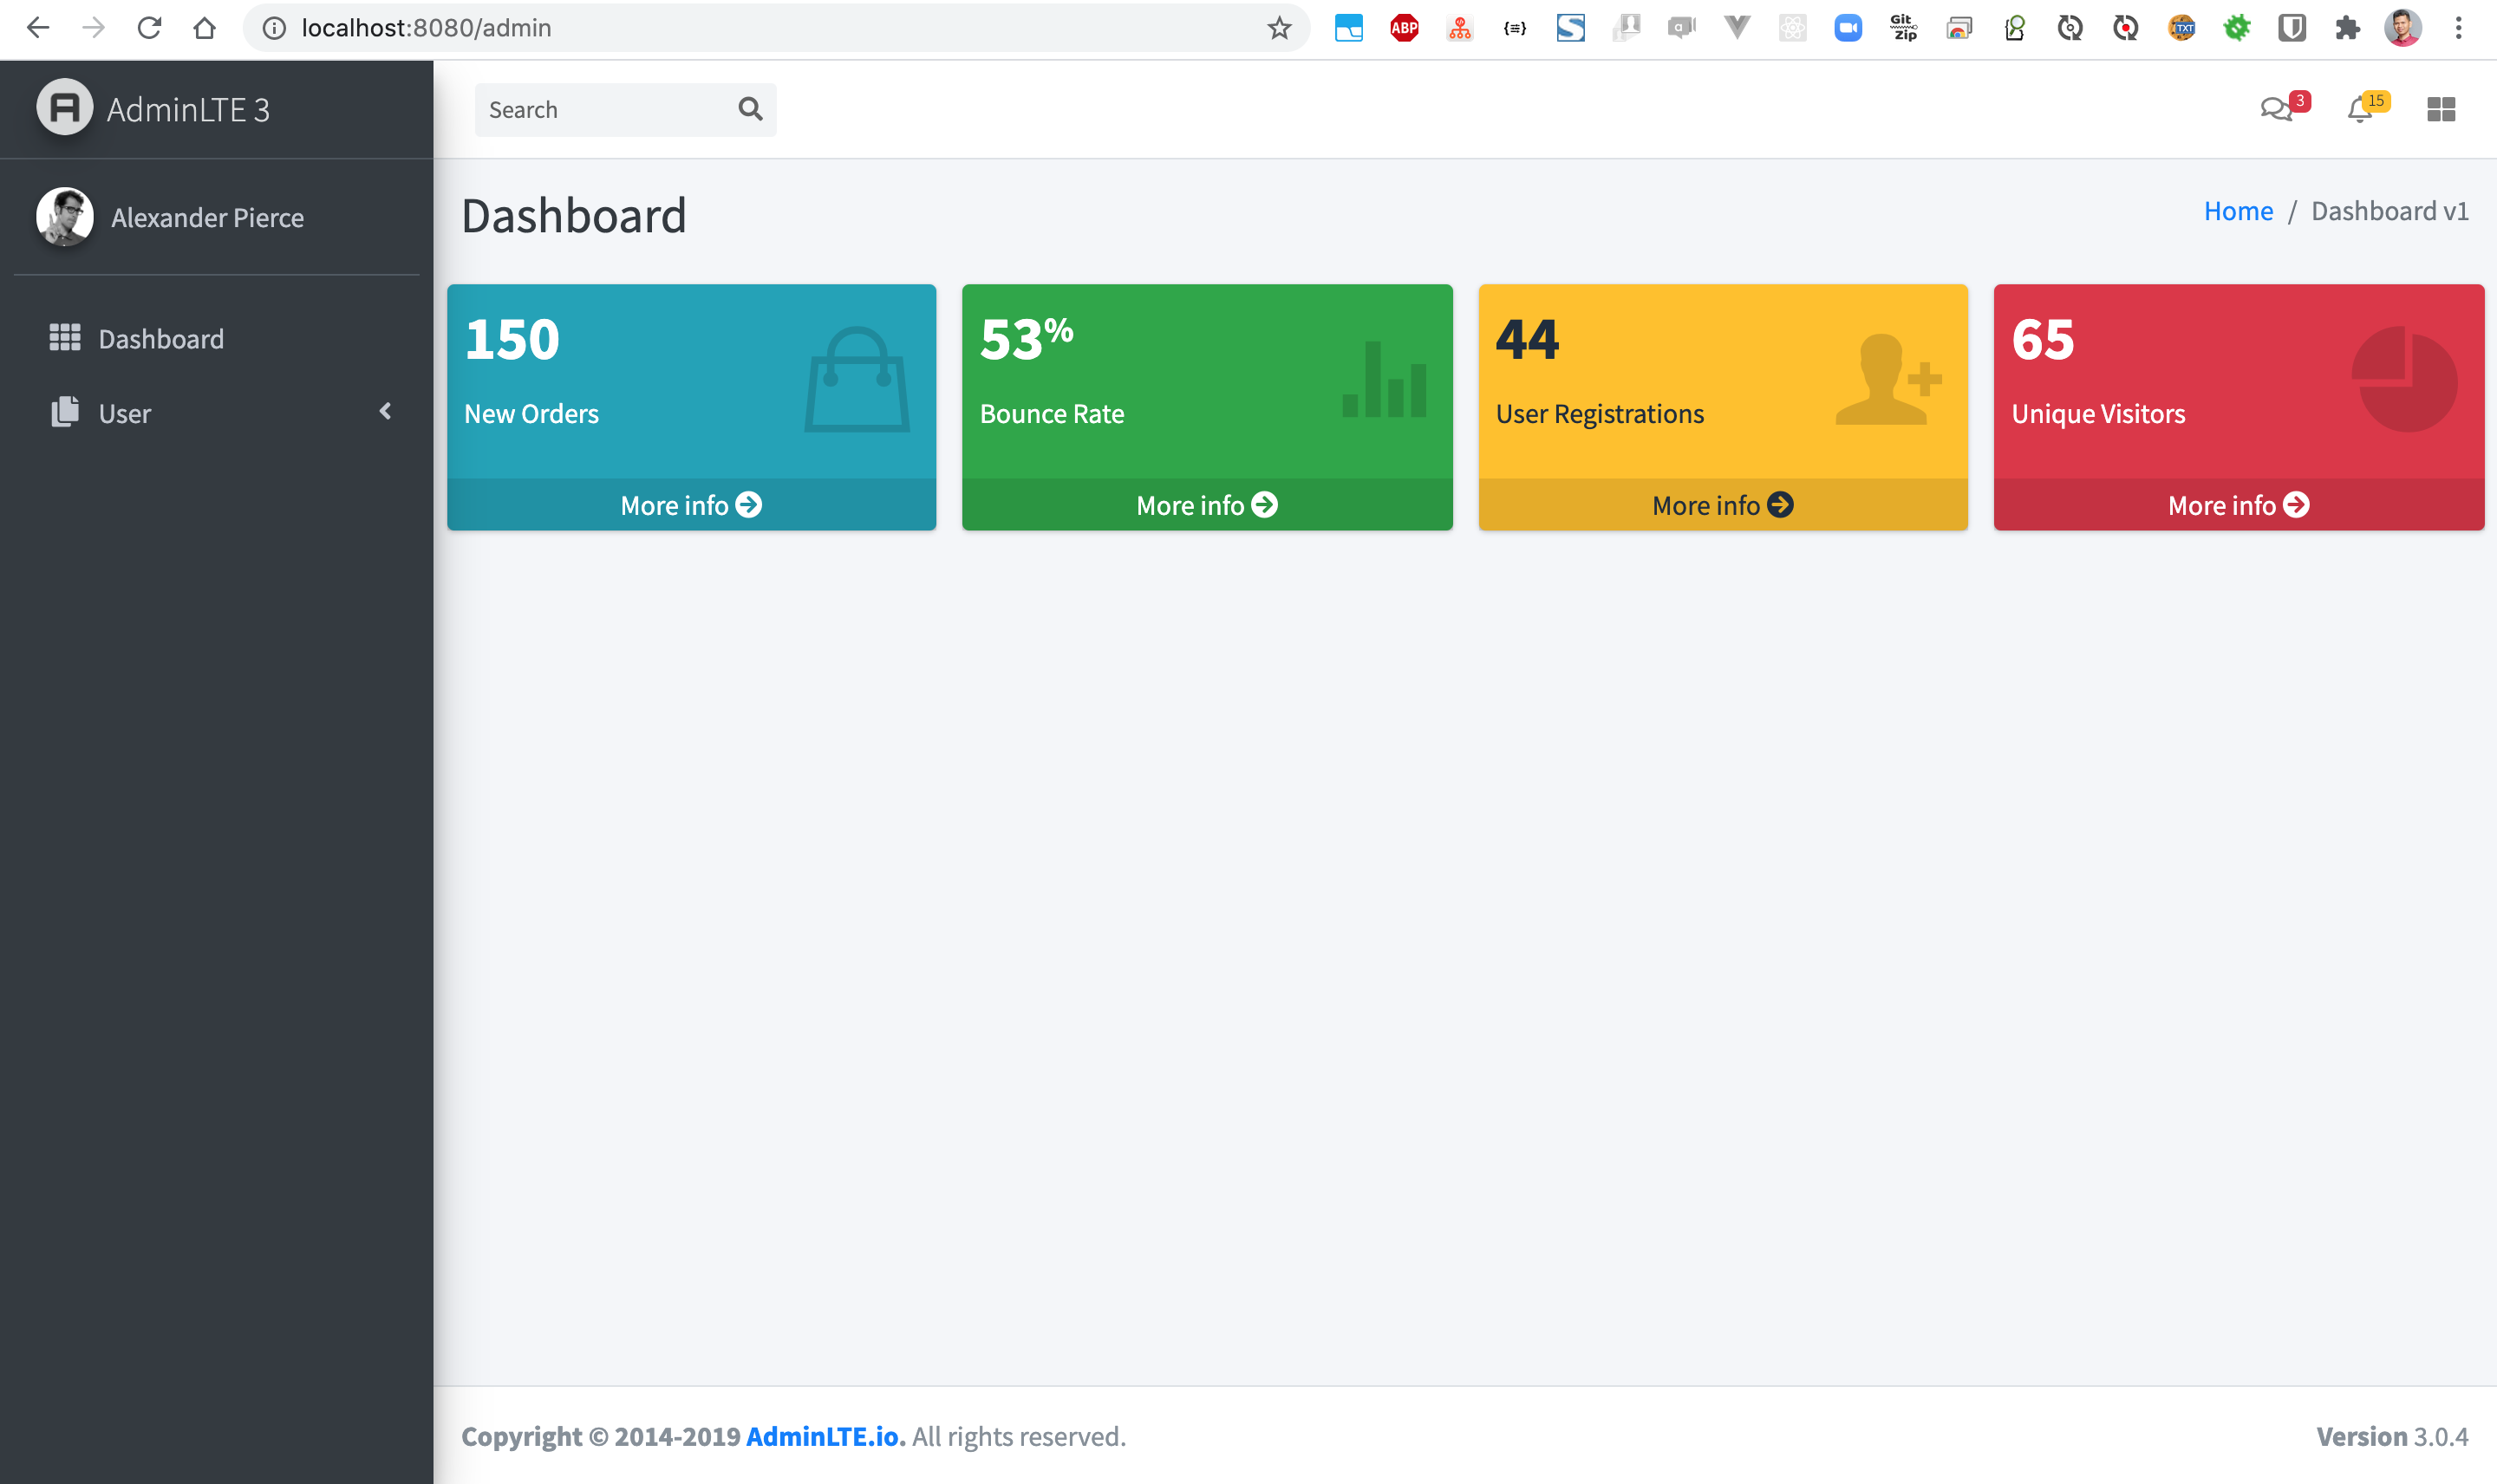 localhost:8080/admin
ABP
Git
Zip
TXT
AdminLTE 3
Search
3
15
Alexander Pierce
Dashboard
User
Dashboard
Home / Dashboard v1
150
New Orders
More info
53%
Bounce Rate
More info
44
User Registrations
More info
65
Unique Visitors
More info
Copyright © 2014-2019 AdminLTE.io. All rights reserved.
Version 3.0.4